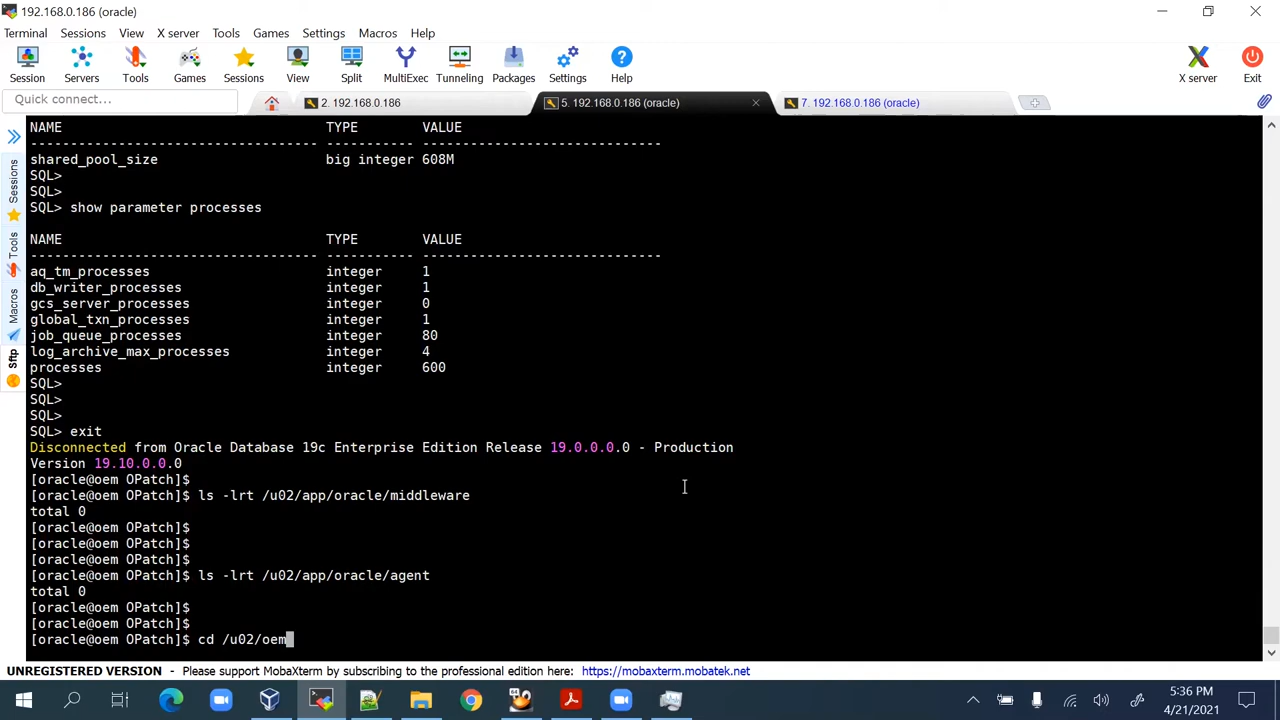 192.168.0.186 (oracle)
Terminal Sessions View X server Tools Games Settings Macros Help
Session Servers Tools Games Sessions View Split MultiExec Tunneling Packages Settings Help X server Exit
Quick connect...
2. 192.168.0.186
5. 192.168.0.186 (oracle)
7. 192.168.0.186 (oracle)
Sessions
Tools
Macros
Sftp
NAME TYPE VALUE
------------------------------------ ----------- ------------------------------
shared_pool_size big integer 608M
SQL>
SQL>
SQL> show parameter processes
NAME TYPE VALUE
------------------------------------ ----------- ------------------------------
aq_tm_processes integer 1
db_writer_processes integer 1
gcs_server_processes integer 0
global_txn_processes integer 1
job_queue_processes integer 80
log_archive_max_processes integer 4
processes integer 600
SQL>
SQL>
SQL>
SQL> exit
Disconnected from Oracle Database 19c Enterprise Edition Release 19.0.0.0.0 - Production
Version 19.10.0.0.0
[oracle@oem OPatch]$
[oracle@oem OPatch]$ ls -lrt /u02/app/oracle/middleware
total 0
[oracle@oem OPatch]$
[oracle@oem OPatch]$
[oracle@oem OPatch]$
[oracle@oem OPatch]$ ls -lrt /u02/app/oracle/agent
total 0
[oracle@oem OPatch]$
[oracle@oem OPatch]$
[oracle@oem OPatch]$ cd /u02/oem
UNREGISTERED VERSION - Please support MobaXterm by subscribing to the professional edition here: https://mobaxterm.mobatek.net
5:36 PM
4/21/2021